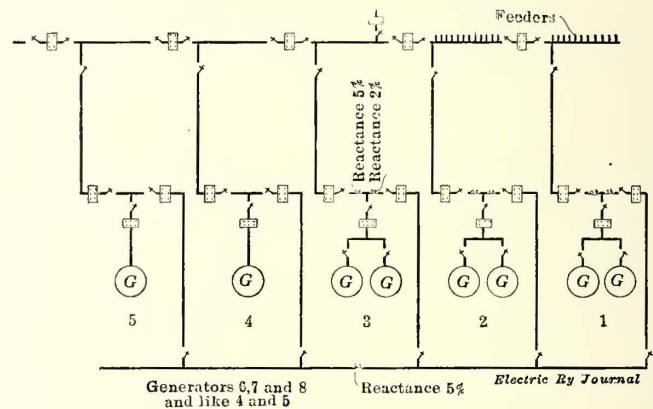 Feeders
Reactance 5%
Reactance 2%
G
G
G G
G G
G G
5
4
3
2
1
Generators 6,7 and 8
and like 4 and 5
Reactance 5%
Electric Ry Journal